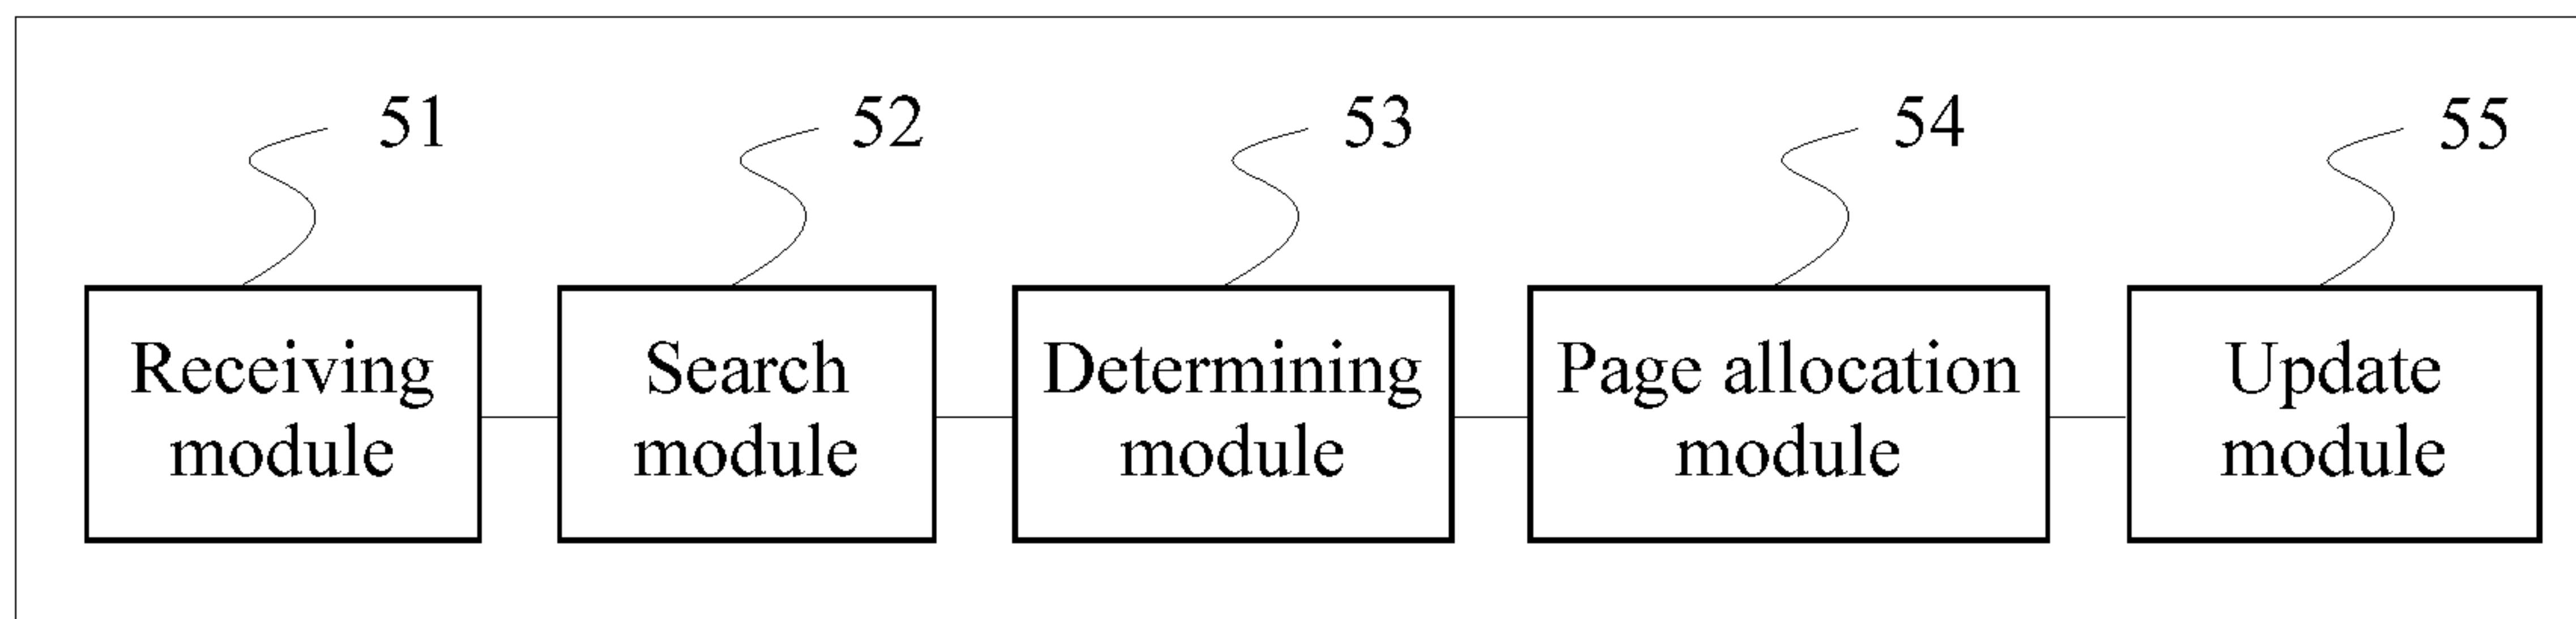 51
52
53
54
55
Receiving
module
Search
module
Determining
module
Page allocation
module
Update
module